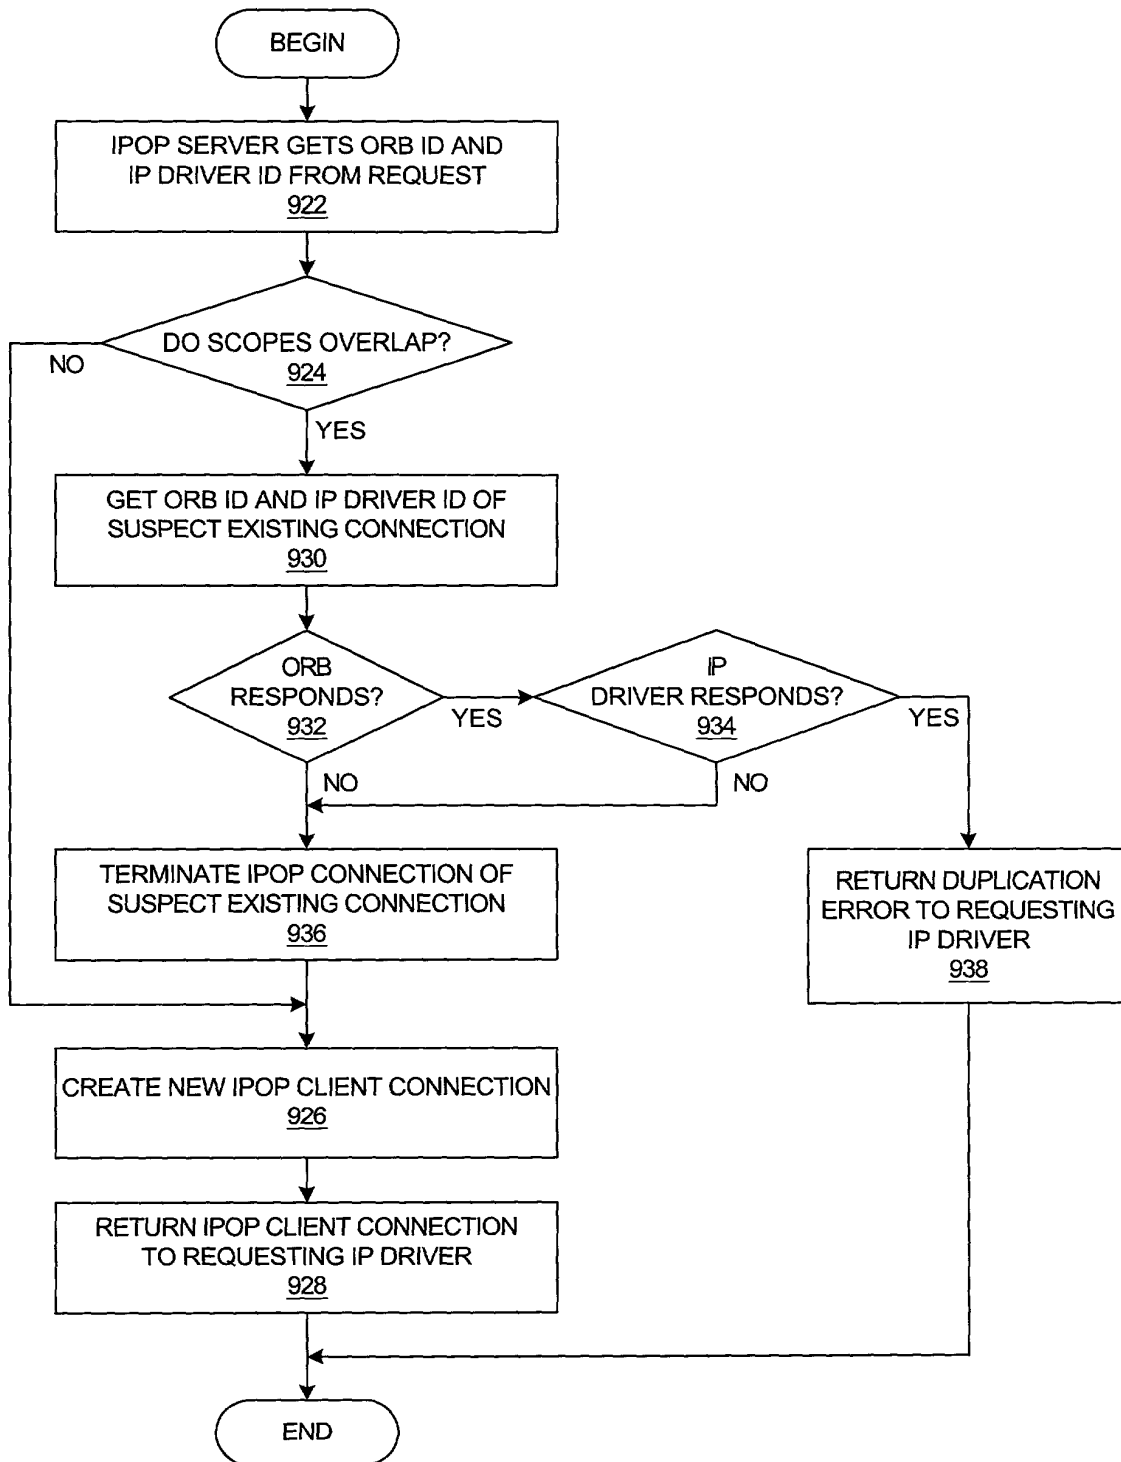 BEGIN
IPOP SERVER GETS ORB ID AND
IP DRIVER ID FROM REQUEST
922
DO SCOPES OVERLAP?
924
NO
YES
GET ORB ID AND IP DRIVER ID OF
SUSPECT EXISTING CONNECTION
930
ORB
RESPONDS?
932
YES
NO
IP
DRIVER RESPONDS?
934
YES
NO
TERMINATE IPOP CONNECTION OF
SUSPECT EXISTING CONNECTION
936
RETURN DUPLICATION
ERROR TO REQUESTING
IP DRIVER
938
CREATE NEW IPOP CLIENT CONNECTION
926
RETURN IPOP CLIENT CONNECTION
TO REQUESTING IP DRIVER
928
END